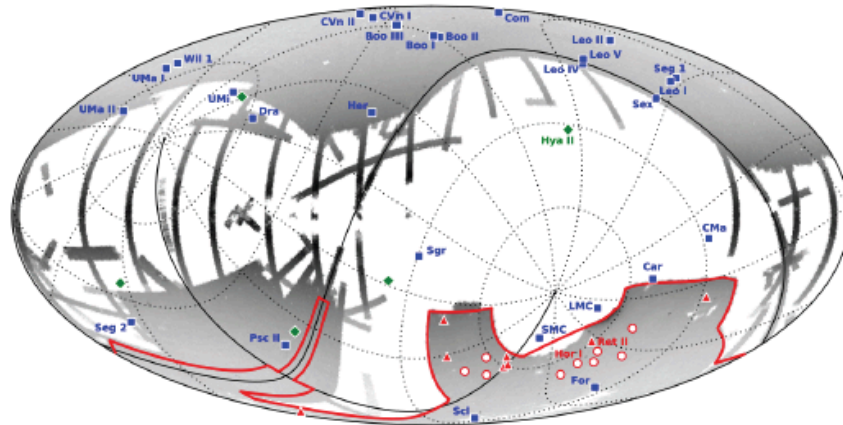 CVn II
CVn I
Com
Boo III
Boo I
Boo II
Leo II
Leo V
Leo IV
Wil 1
UMa I
Seg 1
Leo I
UMi
UMa II
Dra
Her
Sex
Hya II
CMa
Sgr
Car
LMC
Seg 2
Psc II
SMC
Ret II
Hor I
For
Scl